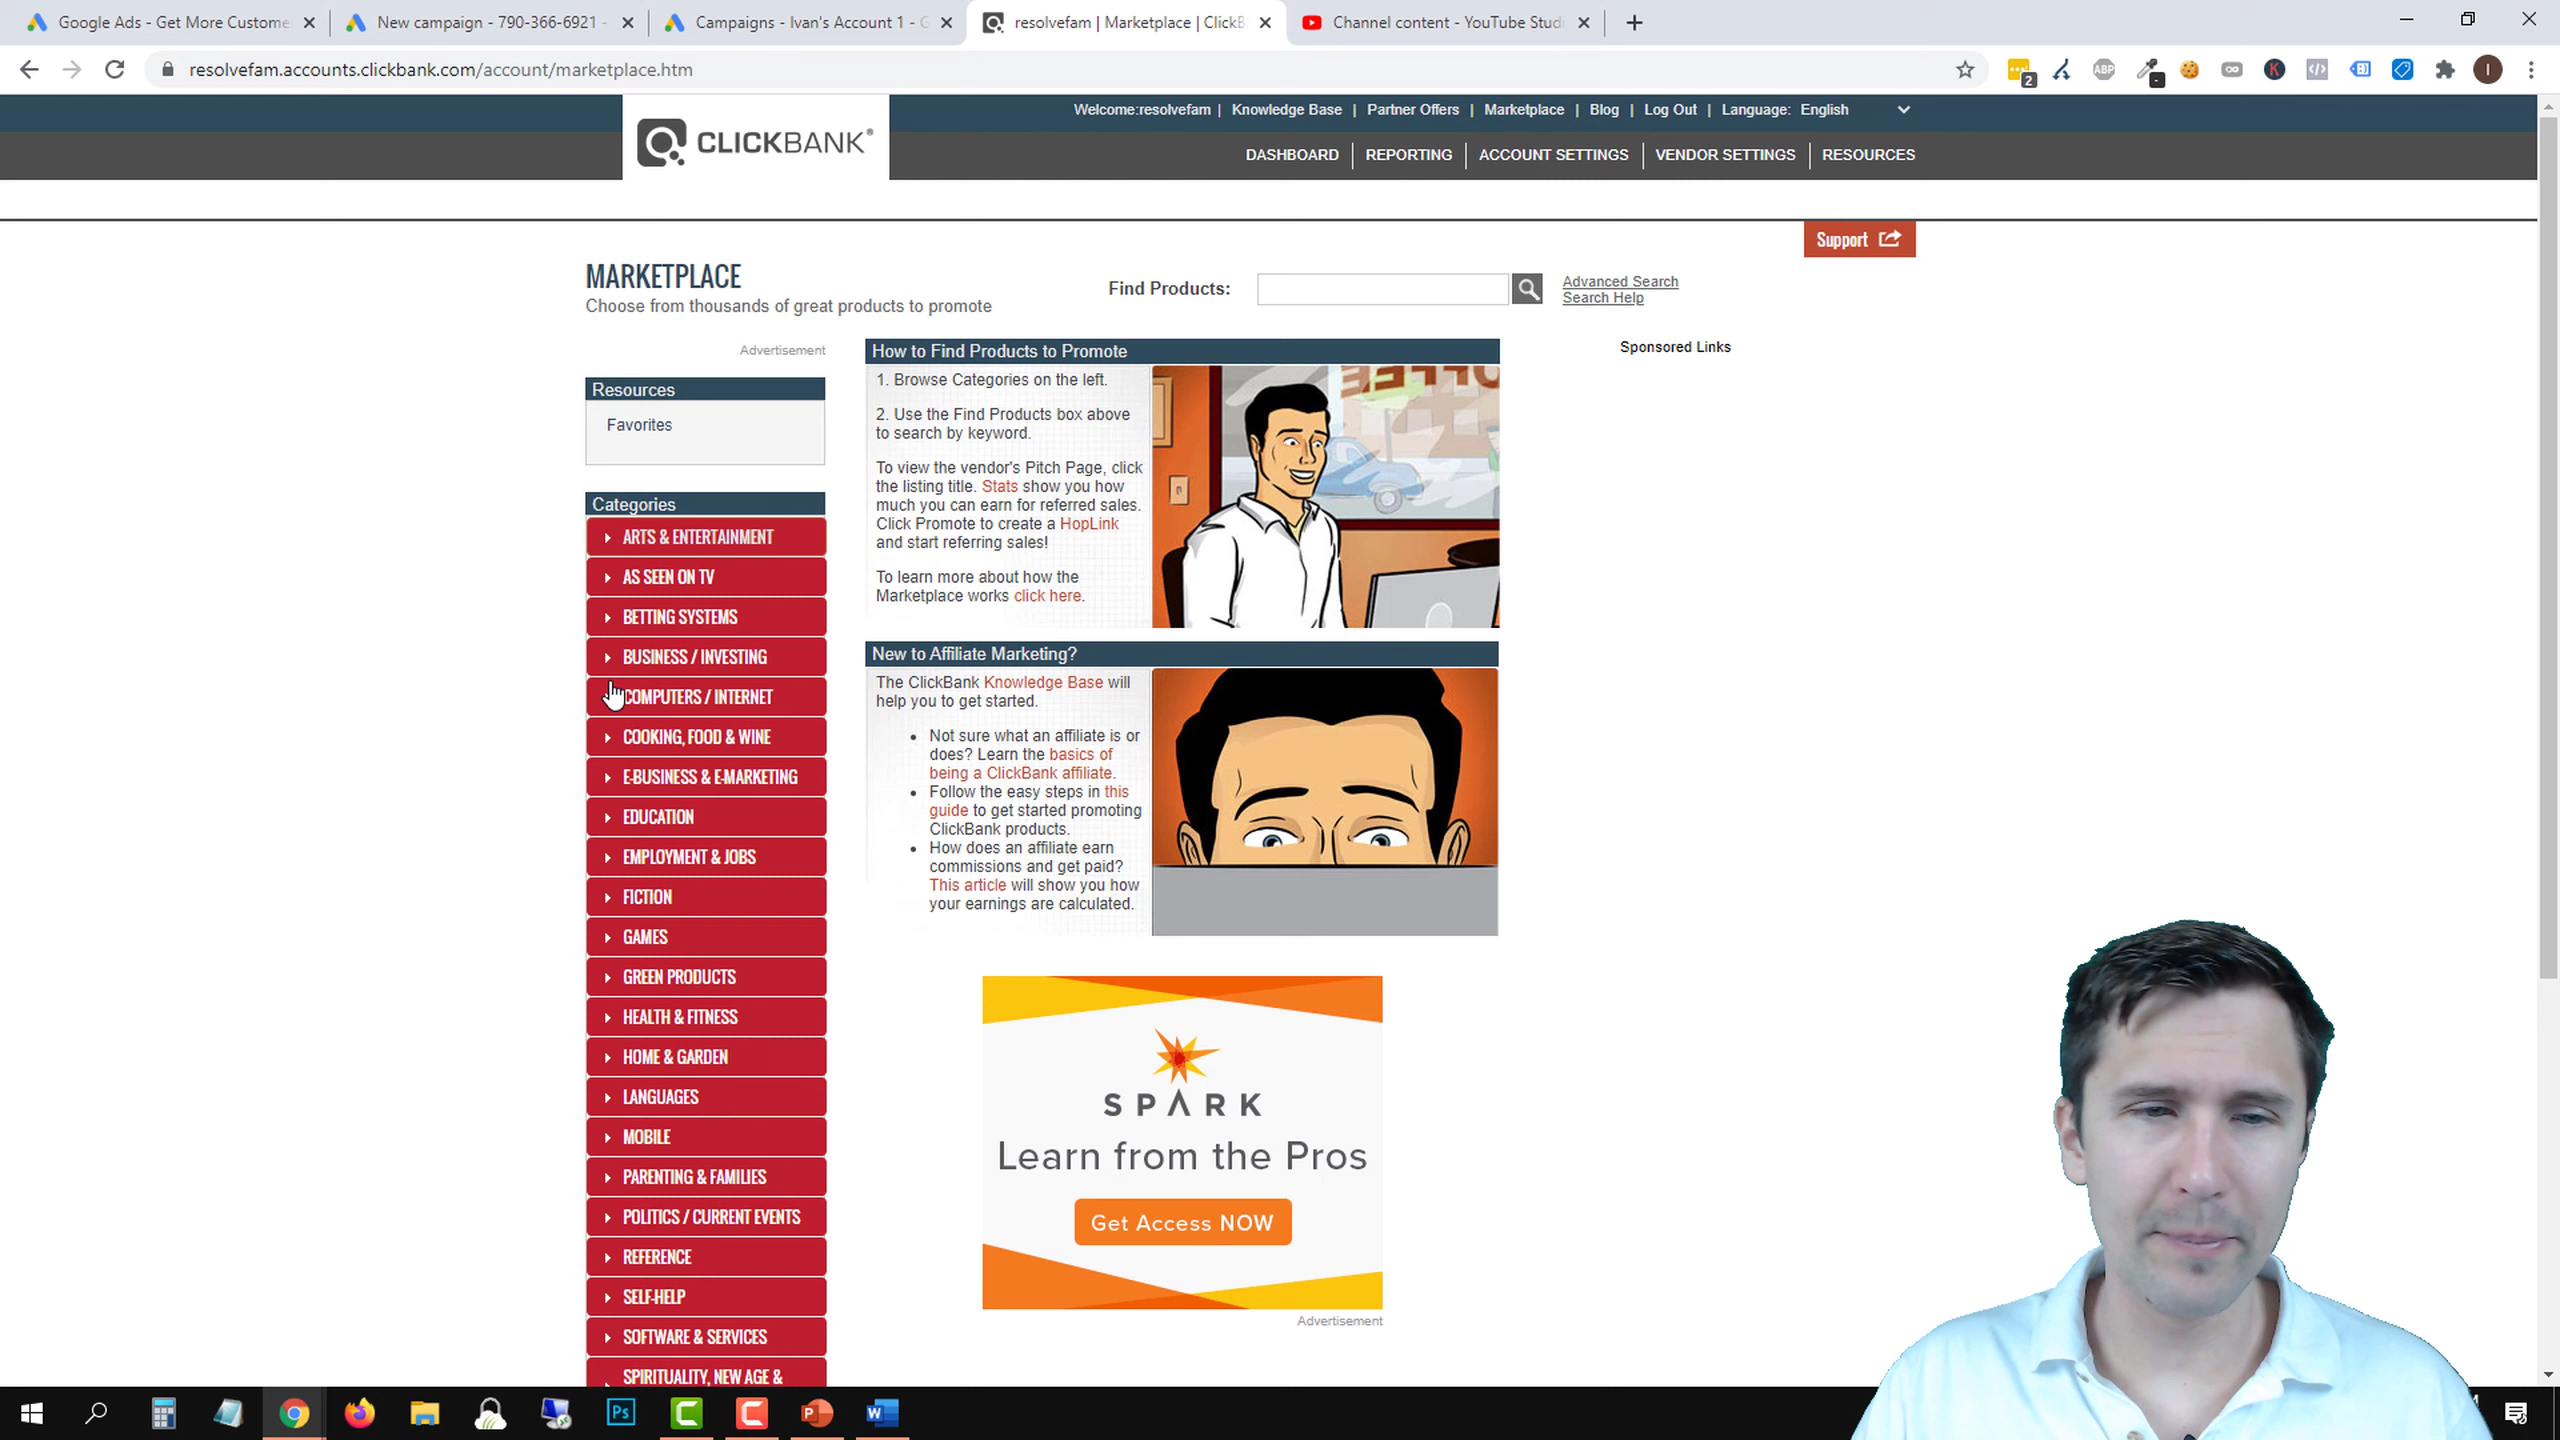 Google Ads - Get More Custome
New campaign - 790-366-6921 -
Campaigns - Ivan's Account 1 - G
resolvefam | Marketplace | ClickB
Channel content - YouTube Studi
resolvefam.accounts.clickbank.com/account/marketplace.htm
2
ABP
I
CLICKBANK®
Welcome:resolvefam | Knowledge Base | Partner Offers | Marketplace | Blog | Log Out | Language: English
DASHBOARD | REPORTING | ACCOUNT SETTINGS | VENDOR SETTINGS | RESOURCES
Support
MARKETPLACE
Choose from thousands of great products to promote
Find Products:
Advanced Search
Search Help
Advertisement
Resources
Favorites
Categories
ARTS & ENTERTAINMENT
AS SEEN ON TV
BETTING SYSTEMS
BUSINESS / INVESTING
COMPUTERS / INTERNET
COOKING, FOOD & WINE
E-BUSINESS & E-MARKETING
EDUCATION
EMPLOYMENT & JOBS
FICTION
GAMES
GREEN PRODUCTS
HEALTH & FITNESS
HOME & GARDEN
LANGUAGES
MOBILE
PARENTING & FAMILIES
POLITICS / CURRENT EVENTS
REFERENCE
SELF-HELP
SOFTWARE & SERVICES
SPIRITUALITY, NEW AGE &
How to Find Products to Promote
1. Browse Categories on the left.
2. Use the Find Products box above
to search by keyword.
To view the vendor's Pitch Page, click
the listing title. Stats show you how
much you can earn for referred sales.
Click Promote to create a HopLink
and start referring sales!
To learn more about how the
Marketplace works click here.
New to Affiliate Marketing?
The ClickBank Knowledge Base will
help you to get started.
• Not sure what an affiliate is or
does? Learn the basics of
being a ClickBank affiliate.
• Follow the easy steps in this
guide to get started promoting
ClickBank products.
• How does an affiliate earn
commissions and get paid?
This article will show you how
your earnings are calculated.
SPARK
Learn from the Pros
Get Access NOW
Advertisement
Sponsored Links
Ps